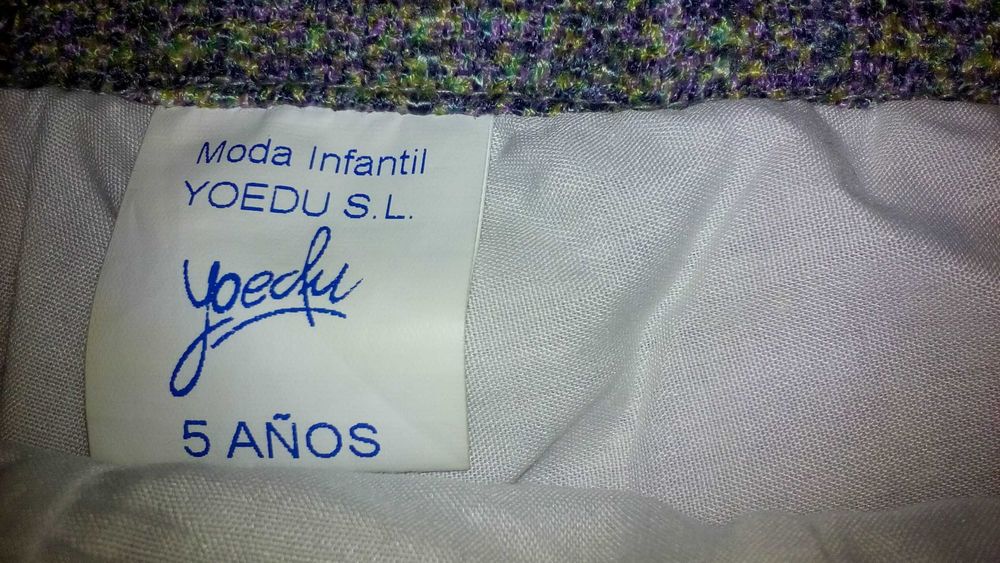 Moda Infantil
YOEDU S.L.
yoedu
5 AÑOS